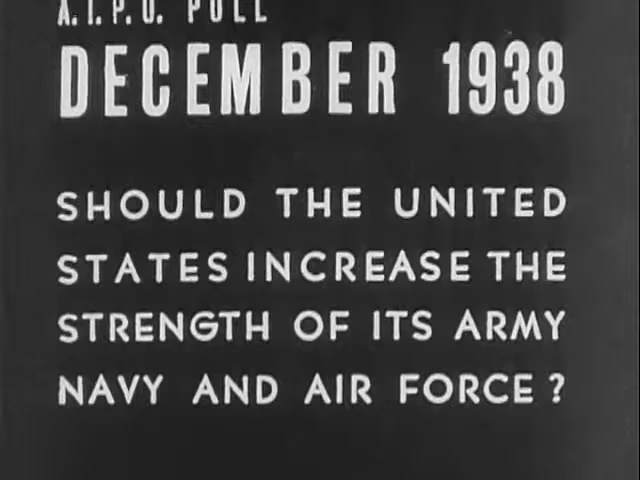 A.I.P.O. POLL
DECEMBER 1938
SHOULD THE UNITED
STATES INCREASE THE
STRENGTH OF ITS ARMY
NAVY AND AIR FORCE?